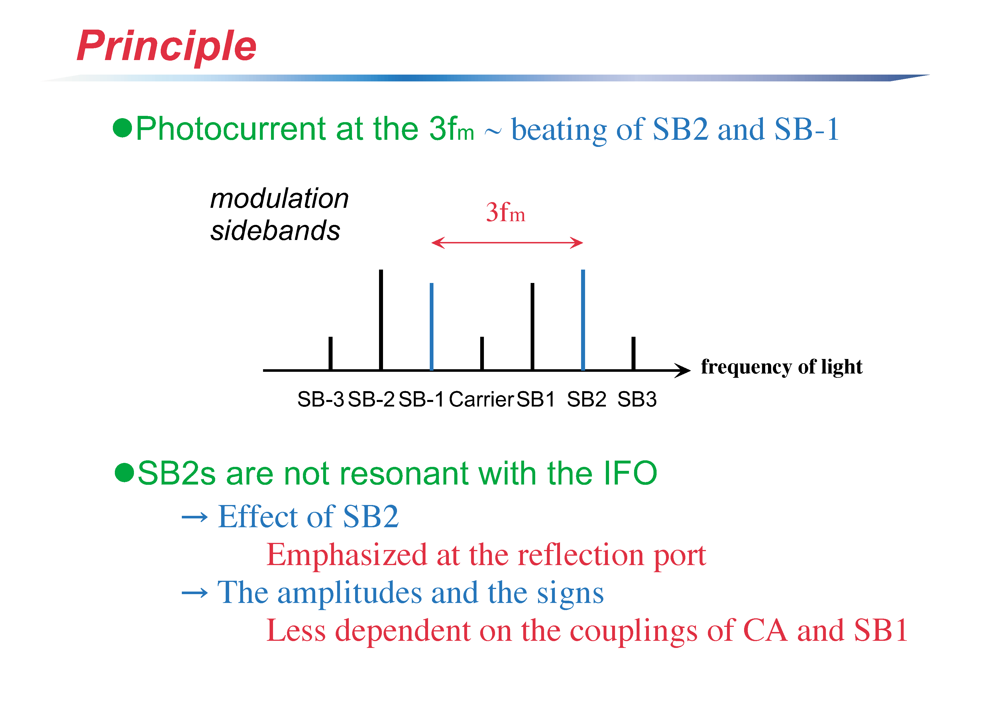 Principle
●Photocurrent at the 3fm ~ beating of SB2 and SB-1
modulation
sidebands
3fm
frequency of light
SB-3 SB-2 SB-1 Carrier SB1 SB2 SB3
●SB2s are not resonant with the IFO
→ Effect of SB2
Emphasized at the reflection port
→ The amplitudes and the signs
Less dependent on the couplings of CA and SB1